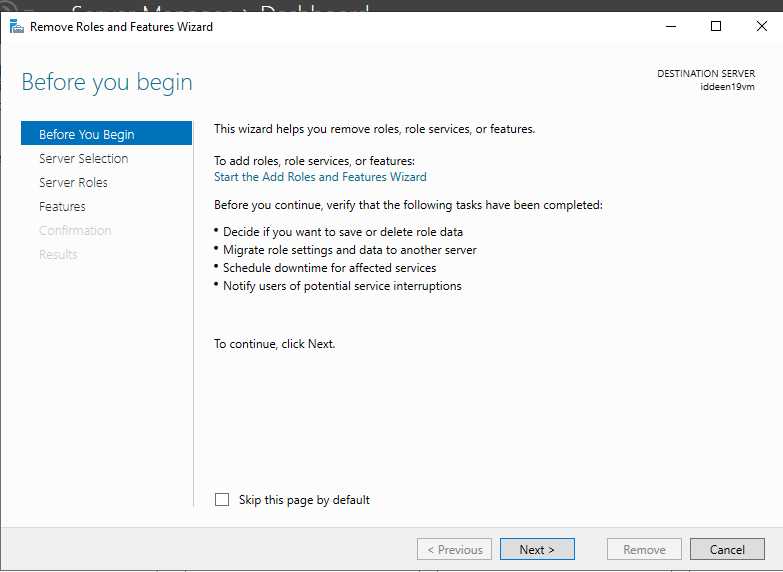 Server Manager › Dashboard
Remove Roles and Features Wizard
Before you begin
DESTINATION SERVER
iddeen19vm
Before You Begin
Server Selection
Server Roles
Features
Confirmation
Results
This wizard helps you remove roles, role services, or features.
To add roles, role services, or features:
Start the Add Roles and Features Wizard
Before you continue, verify that the following tasks have been completed:
• Decide if you want to save or delete role data
• Migrate role settings and data to another server
• Schedule downtime for affected services
• Notify users of potential service interruptions
To continue, click Next.
Skip this page by default
< Previous
Next >
Remove
Cancel